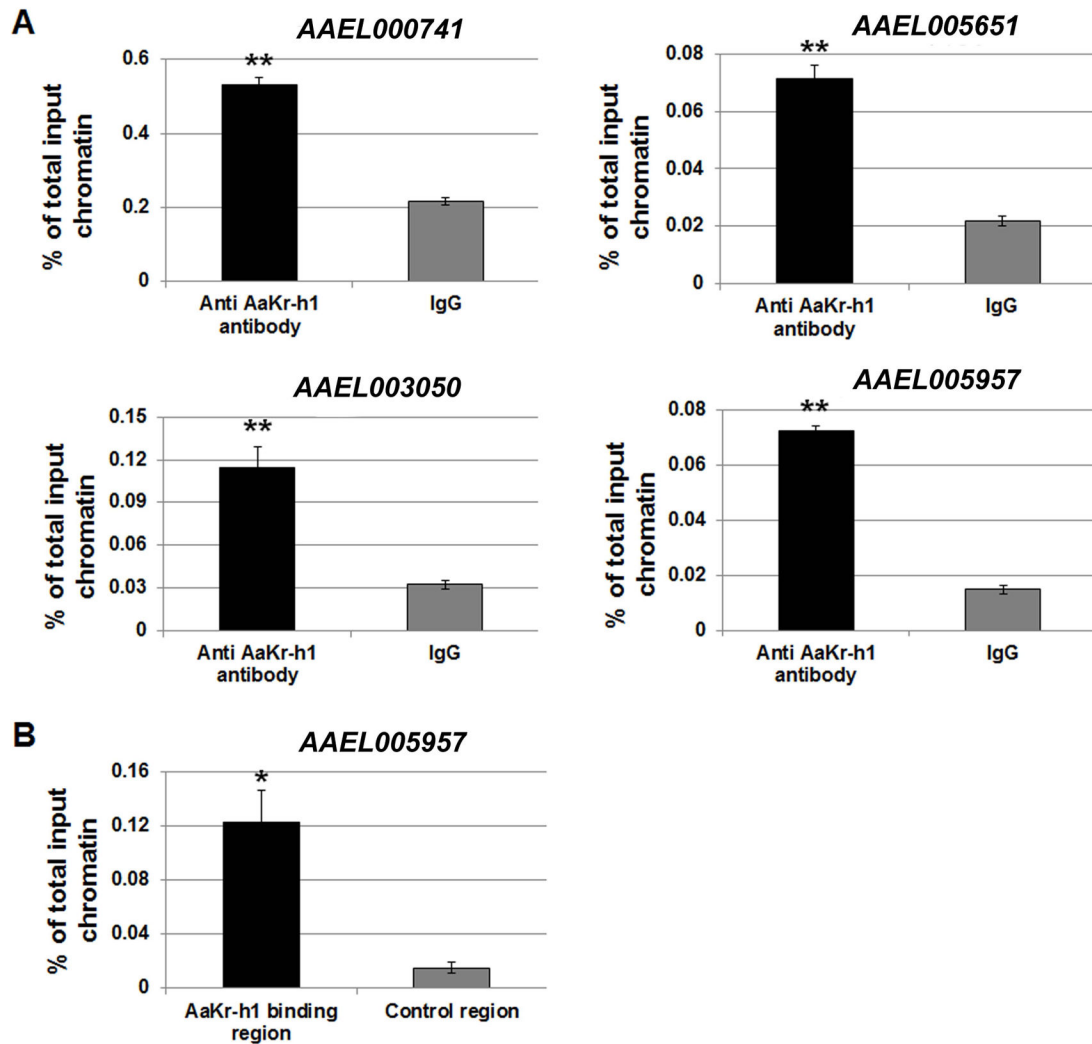 A
AAEL000741
**
0.6
0.4
0.2
0
% of total input
chromatin
Anti AaKr-h1
antibody
IgG
AAEL005651
**
0.08
0.06
0.04
0.02
0
% of total input
chromatin
Anti AaKr-h1
antibody
IgG
AAEL003050
**
0.15
0.12
0.09
0.06
0.03
0
% of total input
chromatin
Anti AaKr-h1
antibody
IgG
AAEL005957
**
0.08
0.06
0.04
0.02
0
% of total input
chromatin
Anti AaKr-h1
antibody
IgG
B
AAEL005957
*
0.16
0.12
0.08
0.04
0
% of total input
chromatin
AaKr-h1 binding
region
Control region